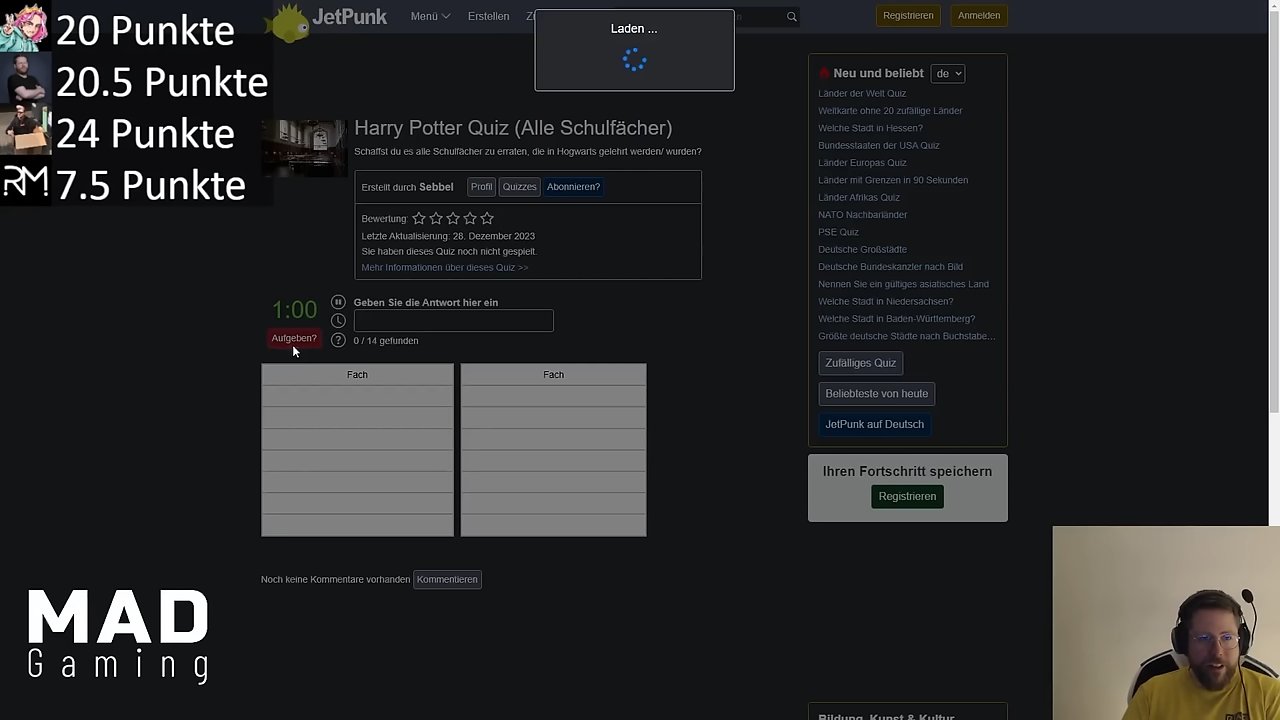 20 Punkte
20.5 Punkte
24 Punkte
RM!
7.5 Punkte
JetPunk
Menü
Erstellen
Registrieren
Anmelden
Laden ...
Harry Potter Quiz (Alle Schulfächer)
Schaffst du es alle Schulfächer zu erraten, die in Hogwarts gelehrt werden/ wurden?
Erstellt durch Sebbel
Profil
Quizzes
Abonnieren?
Bewertung:
Letzte Aktualisierung: 28. Dezember 2023
Sie haben dieses Quiz noch nicht gespielt.
Mehr Informationen über dieses Quiz >>
1:00
Aufgeben?
Geben Sie die Antwort hier ein
0 / 14 gefunden
Fach
Fach
Noch keine Kommentare vorhanden
Kommentieren
Neu und beliebt
de
Länder der Welt Quiz
Weltkarte ohne 20 zufällige Länder
Welche Stadt in Hessen?
Bundesstaaten der USA Quiz
Länder Europas Quiz
Länder mit Grenzen in 90 Sekunden
Länder Afrikas Quiz
NATO Nachbarländer
PSE Quiz
Deutsche Großstädte
Deutsche Bundeskanzler nach Bild
Nennen Sie ein gültiges asiatisches Land
Welche Stadt in Niedersachsen?
Welche Stadt in Baden-Württemberg?
Größte deutsche Städte nach Buchstabe...
Zufälliges Quiz
Beliebteste von heute
JetPunk auf Deutsch
Ihren Fortschritt speichern
Registrieren
MAD
Gaming
Bildung, Kunst & Kultur